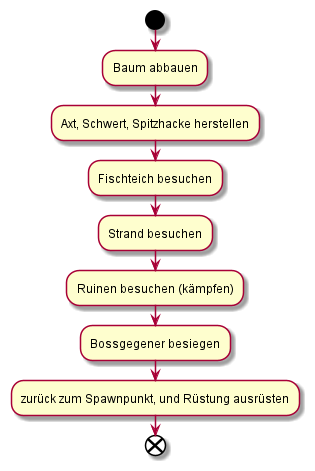 Baum abbauen
Axt, Schwert, Spitzhacke herstellen
Fischteich besuchen
Strand besuchen
Ruinen besuchen (kämpfen)
Bossgegener besiegen
zurück zum Spawnpunkt, und Rüstung ausrüsten